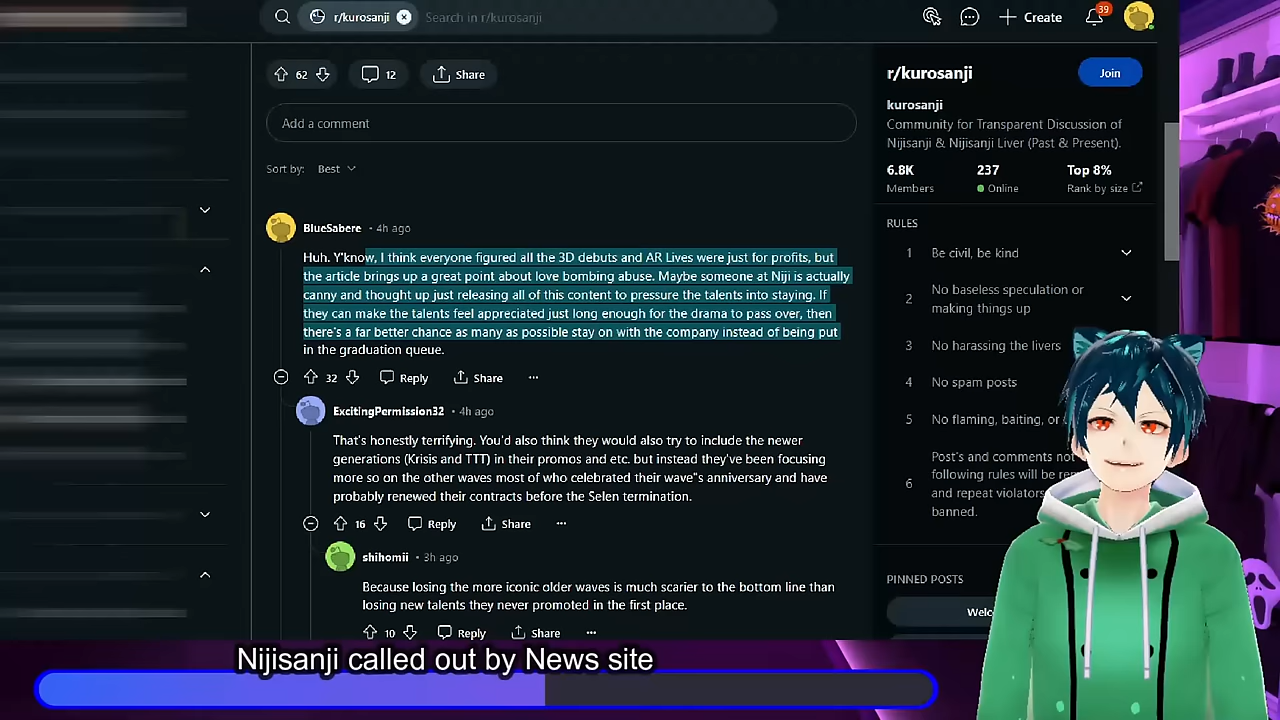 r/kurosanji
Search in r/kurosanji
Create
39
62
12
Share
Add a comment
Sort by: Best
BlueSabere • 4h ago
Huh. Y'know, I think everyone figured all the 3D debuts and AR Lives were just for profits, but
the article brings up a great point about love bombing abuse. Maybe someone at Niji is actually
canny and thought up just releasing all of this content to pressure the talents into staying. If
they can make the talents feel appreciated just long enough for the drama to pass over, then
there's a far better chance as many as possible stay on with the company instead of being put
in the graduation queue.
32 Reply Share ...
ExcitingPermission32 • 4h ago
That's honestly terrifying. You'd also think they would also try to include the newer
generations (Krisis and TTT) in their promos and etc. but instead they've been focusing
more so on the other waves most of who celebrated their wave"s anniversary and have
probably renewed their contracts before the Selen termination.
16 Reply Share ...
shihomii • 3h ago
Because losing the more iconic older waves is much scarier to the bottom line than
losing new talents they never promoted in the first place.
10 Reply Share ...
r/kurosanji
Join
kurosanji
Community for Transparent Discussion of
Nijisanji & Nijisanji Liver (Past & Present).
6.8K 237 Top 8%
Members Online Rank by size
RULES
1 Be civil, be kind
2 No baseless speculation or
making things up
3 No harassing the livers
4 No spam posts
5 No flaming, baiting, or
6 Post's and comments not
following rules will be
and repeat violators
banned.
PINNED POSTS
Nijisanji called out by News site